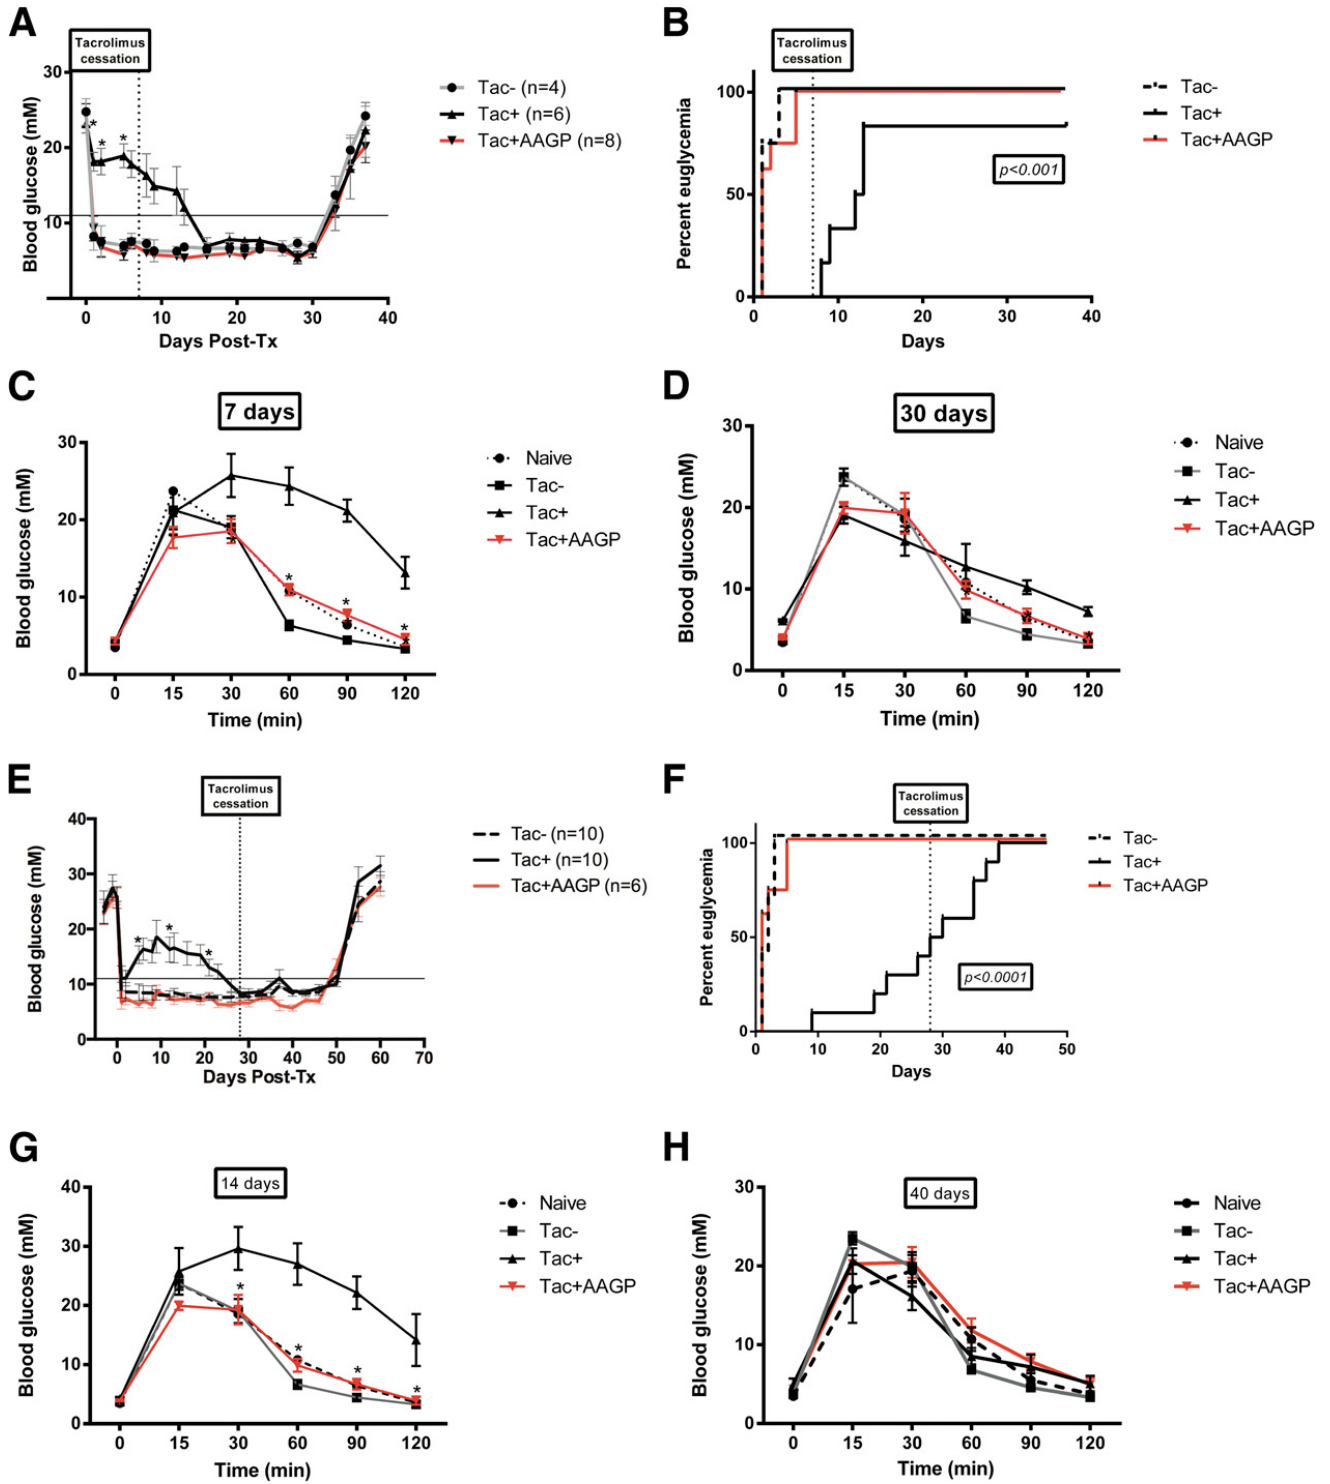 A
Tacrolimus
cessation
30
20
10
0 10 20 30 40
Blood glucose (mM)
Days Post-Tx
* * *
Tac- (n=4)
Tac+ (n=6)
Tac+AAGP (n=8)
B
Tacrolimus
cessation
100
50
0
0 10 20 30 40
Percent euglycemia
Days
p<0.001
Tac-
Tac+
Tac+AAGP
C
7 days
30
20
10
0
0 15 30 60 90 120
Blood glucose (mM)
Time (min)
* * * *
Naive
Tac-
Tac+
Tac+AAGP
D
30 days
30
20
10
0
0 15 30 60 90 120
Blood glucose (mM)
Time (min)
*
Naive
Tac-
Tac+
Tac+AAGP
E
Tacrolimus
cessation
40
30
20
10
0
0 10 20 30 40 50 60 70
Blood glucose (mM)
Days Post-Tx
* * *
Tac- (n=10)
Tac+ (n=10)
Tac+AAGP (n=6)
F
Tacrolimus
cessation
100
50
0
0 10 20 30 40 50
Percent euglycemia
Days
p<0.0001
Tac-
Tac+
Tac+AAGP
G
14 days
40
30
20
10
0
0 15 30 60 90 120
Blood glucose (mM)
Time (min)
* * * *
Naive
Tac-
Tac+
Tac+AAGP
H
40 days
30
20
10
0
0 15 30 60 90 120
Blood glucose (mM)
Time (min)
Naive
Tac-
Tac+
Tac+AAGP